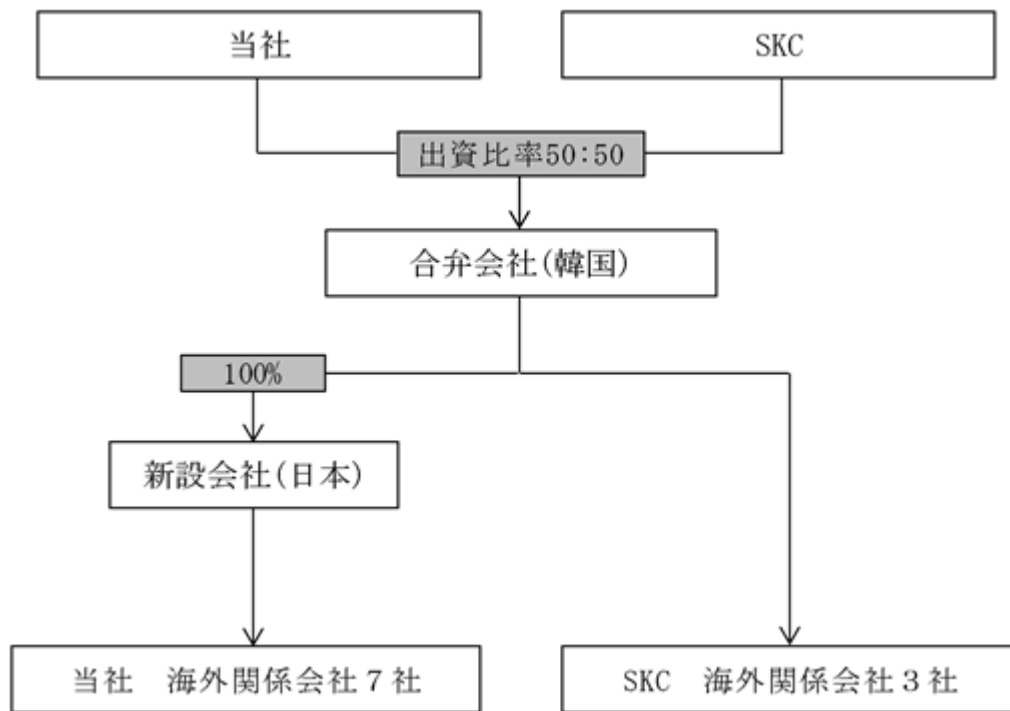 当社
SKC
出資比率50:50
合弁会社(韓国)
100%
新設会社(日本)
当社　海外関係会社７社
SKC　海外関係会社３社